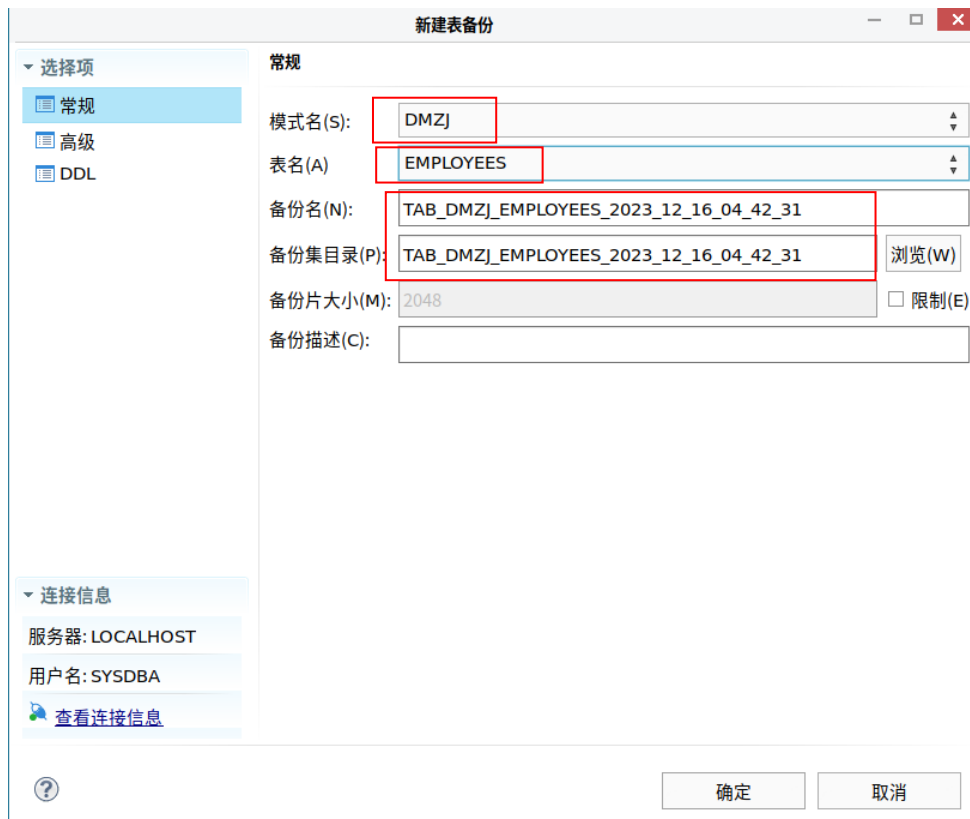 新建表备份
选择项
常规
高级
DDL
常规
模式名(S): DMZJ
表名(A) EMPLOYEES
备份名(N): TAB_DMZJ_EMPLOYEES_2023_12_16_04_42_31
备份集目录(P): TAB_DMZJ_EMPLOYEES_2023_12_16_04_42_31 浏览(W)
备份片大小(M): 2048 限制(E)
备份描述(C):
连接信息
服务器: LOCALHOST
用户名: SYSDBA
查看连接信息
确定 取消